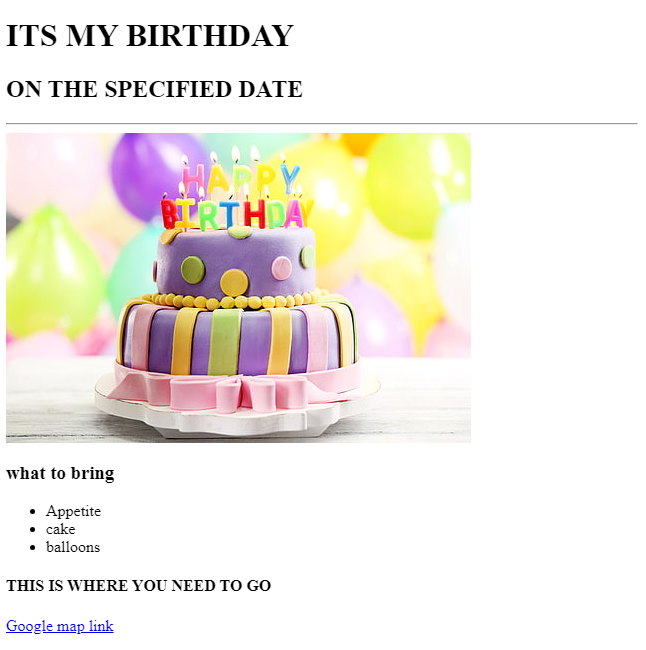 ITS MY BIRTHDAY
ON THE SPECIFIED DATE
HAPPY
BIRTHDAY
what to bring
Appetite
cake
balloons
THIS IS WHERE YOU NEED TO GO
Google map link